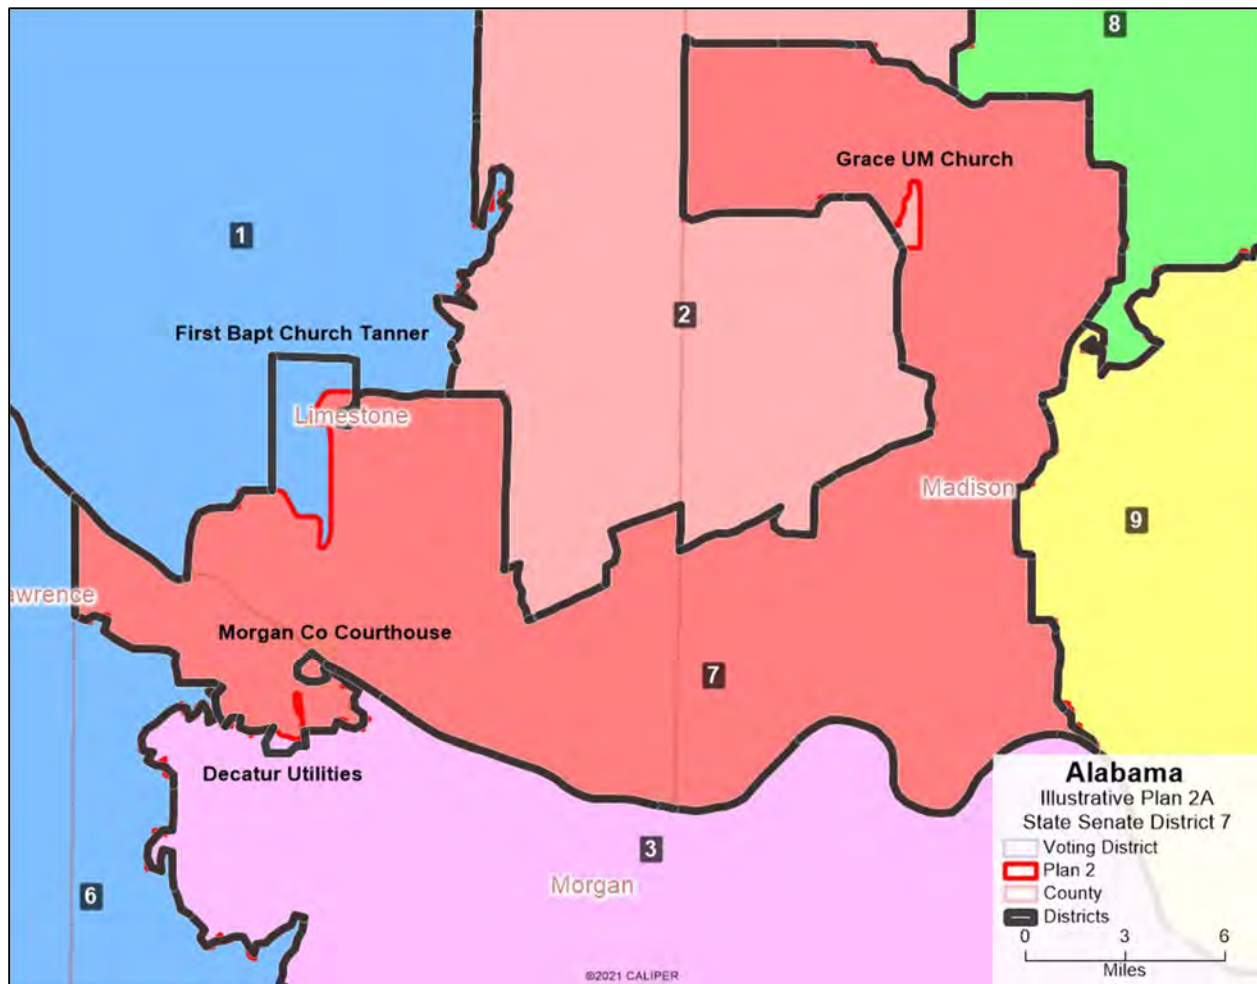 8
Grace UM Church
1
2
First Bapt Church Tanner
Limestone
Madison
9
awrence
Morgan Co Courthouse
7
Decatur Utilities
3
6
Morgan
Alabama
Illustrative Plan 2A
State Senate District 7
Voting District
Plan 2
County
Districts
0 3 6
Miles
©2021 CALIPER